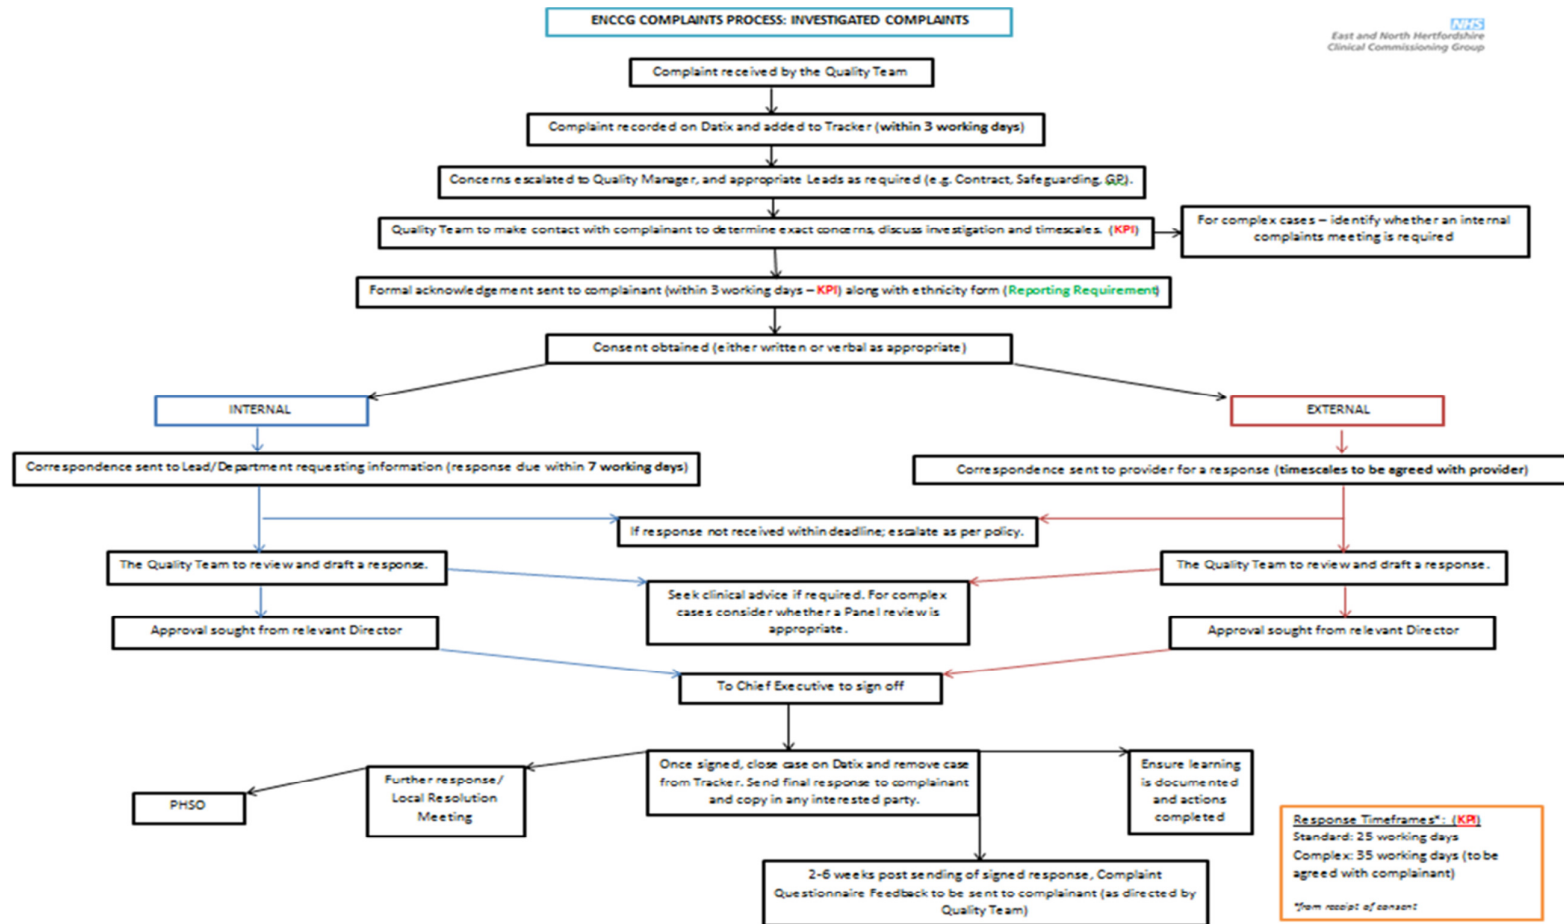 ENCCG COMPLAINTS PROCESS: INVESTIGATED COMPLAINTS
NHS
East and North Hertfordshire
Clinical Commissioning Group
Complaint received by the Quality Team
Complaint recorded on Datix and added to Tracker (within 3 working days)
Concerns escalated to Quality Manager, and appropriate Leads as required (e.g. Contract, Safeguarding, GP).
Quality Team to make contact with complainant to determine exact concerns, discuss investigation and timescales. (KPI)
For complex cases – identify whether an internal
complaints meeting is required
Formal acknowledgement sent to complainant (within 3 working days – KPI) along with ethnicity form (Reporting Requirement)
Consent obtained (either written or verbal as appropriate)
INTERNAL
EXTERNAL
Correspondence sent to Lead/Department requesting information (response due within 7 working days)
Correspondence sent to provider for a response (timescales to be agreed with provider)
If response not received within deadline; escalate as per policy.
The Quality Team to review and draft a response.
The Quality Team to review and draft a response.
Seek clinical advice if required. For complex
cases consider whether a Panel review is
appropriate.
Approval sought from relevant Director
Approval sought from relevant Director
To Chief Executive to sign off
PHSO
Further response/
Local Resolution
Meeting
Once signed, close case on Datix and remove case
from Tracker. Send final response to complainant
and copy in any interested party.
Ensure learning
is documented
and actions
completed
2-6 weeks post sending of signed response, Complaint
Questionnaire Feedback to be sent to complainant (as directed by
Quality Team)
Response Timeframes*: (KPI)
Standard: 25 working days
Complex: 35 working days (to be
agreed with complainant)
*from receipt of consent